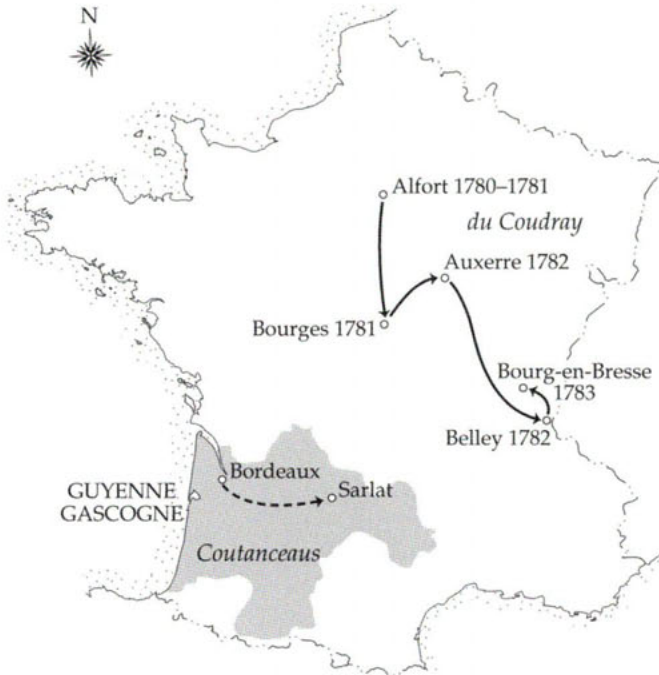 N
Alfort 1780–1781
du Coudray
Auxerre 1782
Bourges 1781
Bourg-en-Bresse
1783
Belley 1782
Bordeaux
Sarlat
GUYENNE
GASCOGNE
Coutanceaus